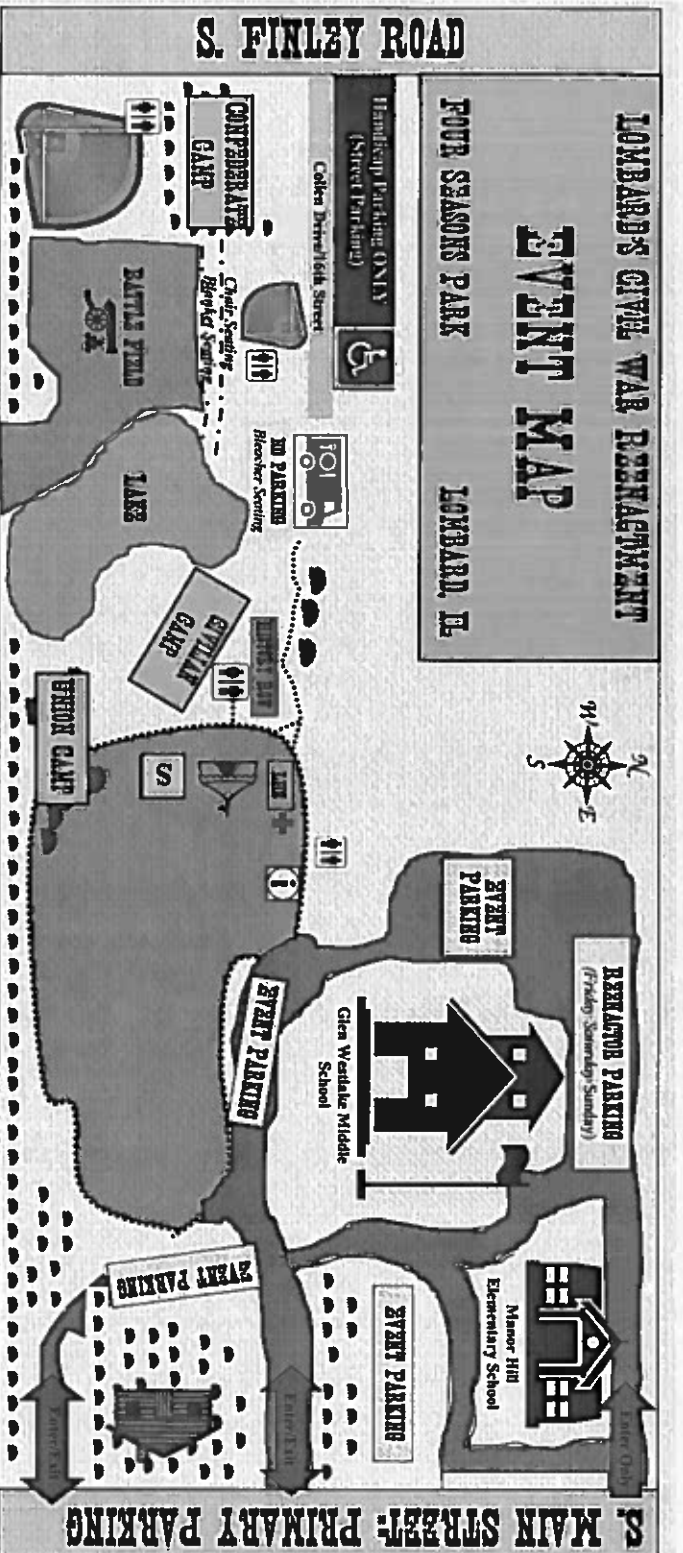 LOMBARD'S CIVIL WAR REENACTMENT
EVENT MAP
FOUR SEASONS PARK
LOMBARD, IL
S. FINLEY ROAD
Handicap Parking ONLY
(Street Parking)
Collen Drive/16th Street
CONFEDERATE
CAMP
Chair Seating
Blanket Seating
BATTLE FIELD
NO PARKING
Bleacher Seating
LAKE
CIVILIAN
CAMP
UNION CAMP
S
i
N
W
E
S
EVENT
PARKING
REENACTOR PARKING
(Friday Saturday Sunday)
Glen Westlake Middle
School
EVENT PARKING
Manor Hill
Elementary School
EVENT PARKING
EVENT PARKING
Enter Only
Enter/Exit
Enter/Exit
S. MAIN STREET- PRIMARY PARKING